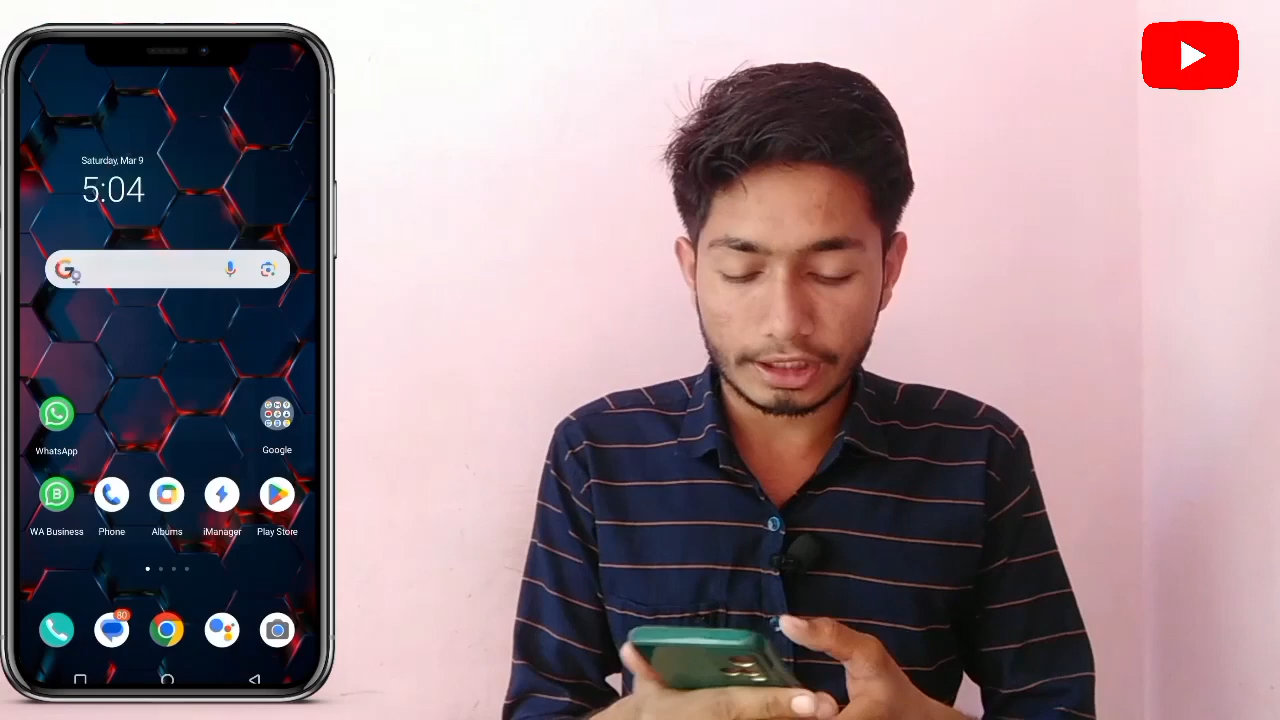 Saturday, Mar 9
5:04
WhatsApp
Google
WA Business
Phone
Albums
iManager
Play Store
80